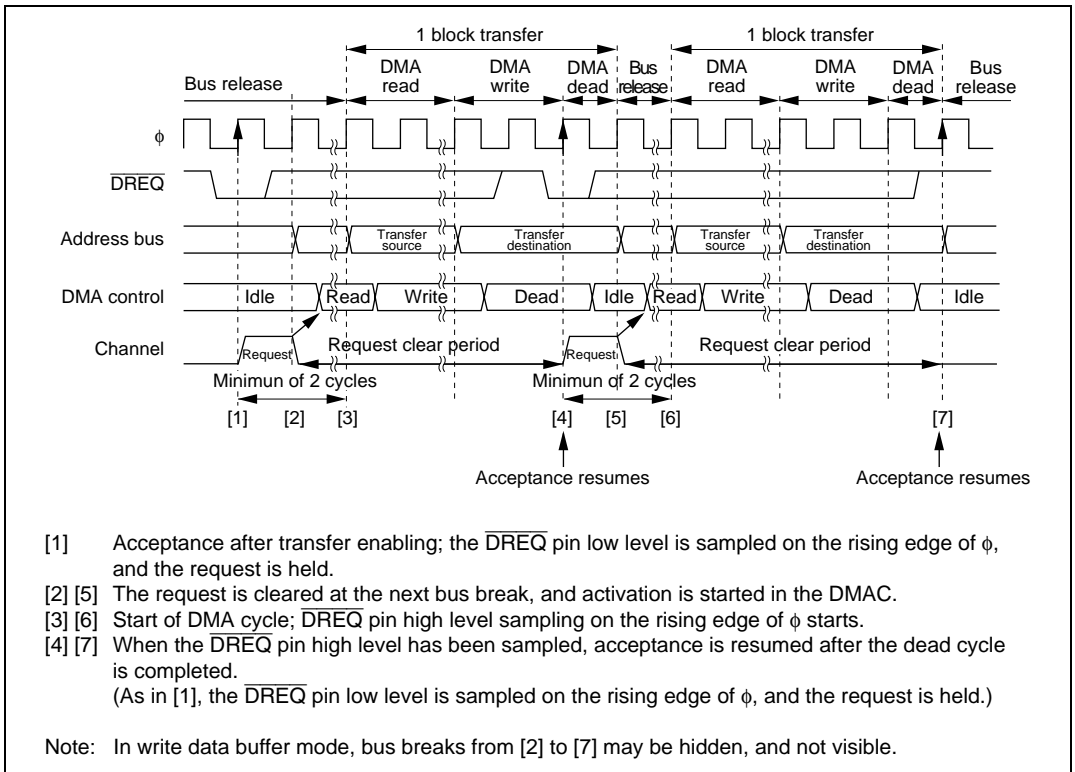 1 block transfer 1 block transfer
Bus release DMA read DMA write DMA dead Bus release DMA read DMA write DMA dead Bus release
φ
DREQ
Address bus Transfer source Transfer destination Transfer source Transfer destination
DMA control Idle Read Write Dead Idle Read Write Dead Idle
Channel Request Request clear period Request Request clear period
Minimun of 2 cycles Minimun of 2 cycles
[1] [2] [3] [4] [5] [6] [7]
Acceptance resumes Acceptance resumes
[1] Acceptance after transfer enabling; the DREQ pin low level is sampled on the rising edge of φ,
and the request is held.
[2] [5] The request is cleared at the next bus break, and activation is started in the DMAC.
[3] [6] Start of DMA cycle; DREQ pin high level sampling on the rising edge of φ starts.
[4] [7] When the DREQ pin high level has been sampled, acceptance is resumed after the dead cycle
is completed.
(As in [1], the DREQ pin low level is sampled on the rising edge of φ, and the request is held.)
Note: In write data buffer mode, bus breaks from [2] to [7] may be hidden, and not visible.